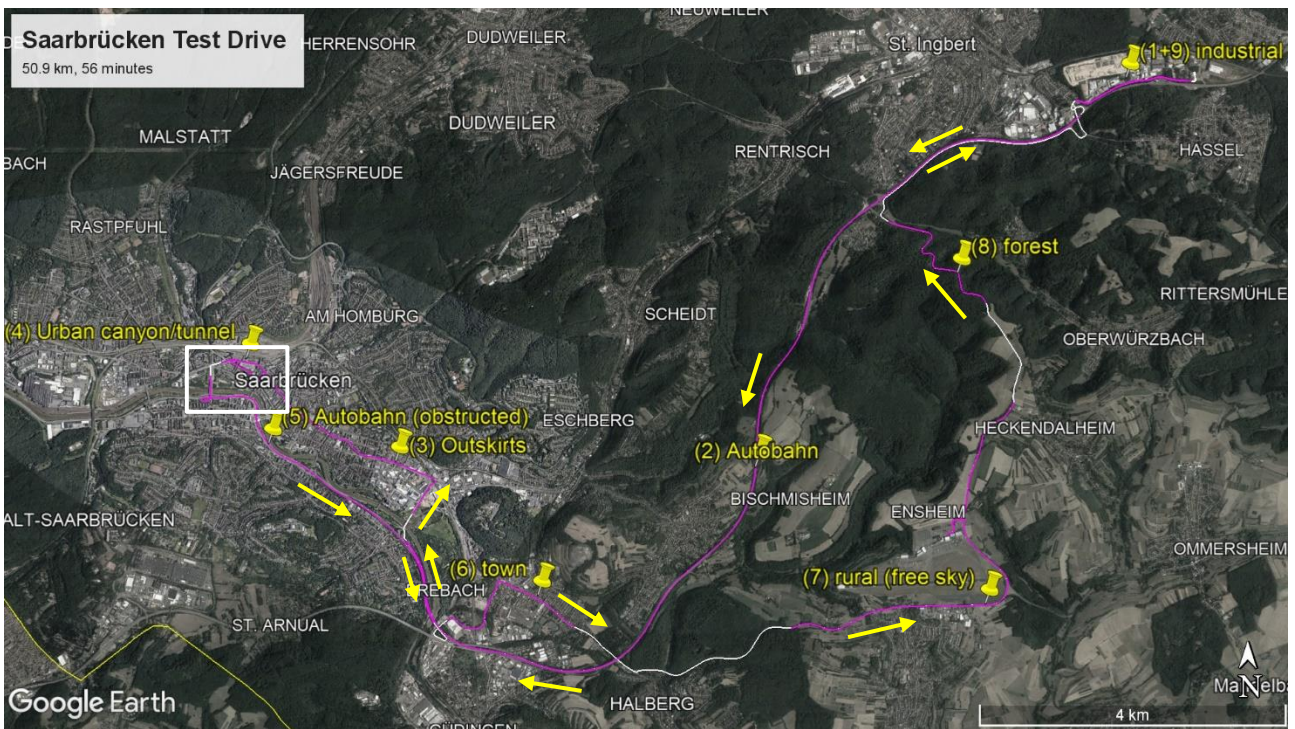 Saarbrücken Test Drive
50.9 km, 56 minutes
NEUWEILER
HERRENSOHR
DUDWEILER
St. Ingbert
(1+9) industrial
MALSTATT
DUDWEILER
RENTRISCH
HASSEL
BACH
JÄGERSFREUDE
RASTPFUHL
(8) forest
RITTERSMÜHLE
AM HOMBURG
SCHEIDT
(4) Urban canyon/tunnel
OBERWÜRZBACH
Saarbrücken
(5) Autobahn (obstructed)
ESCHBERG
(3) Outskirts
HECKENDALHEIM
(2) Autobahn
BISCHMISHEIM
ALT-SAARBRÜCKEN
ENSHEIM
OMMERSHEIM
(6) town
(7) rural (free sky)
REBACH
ST. ARNUAL
HALBERG
N
Google Earth
4 km
GÜDINGEN